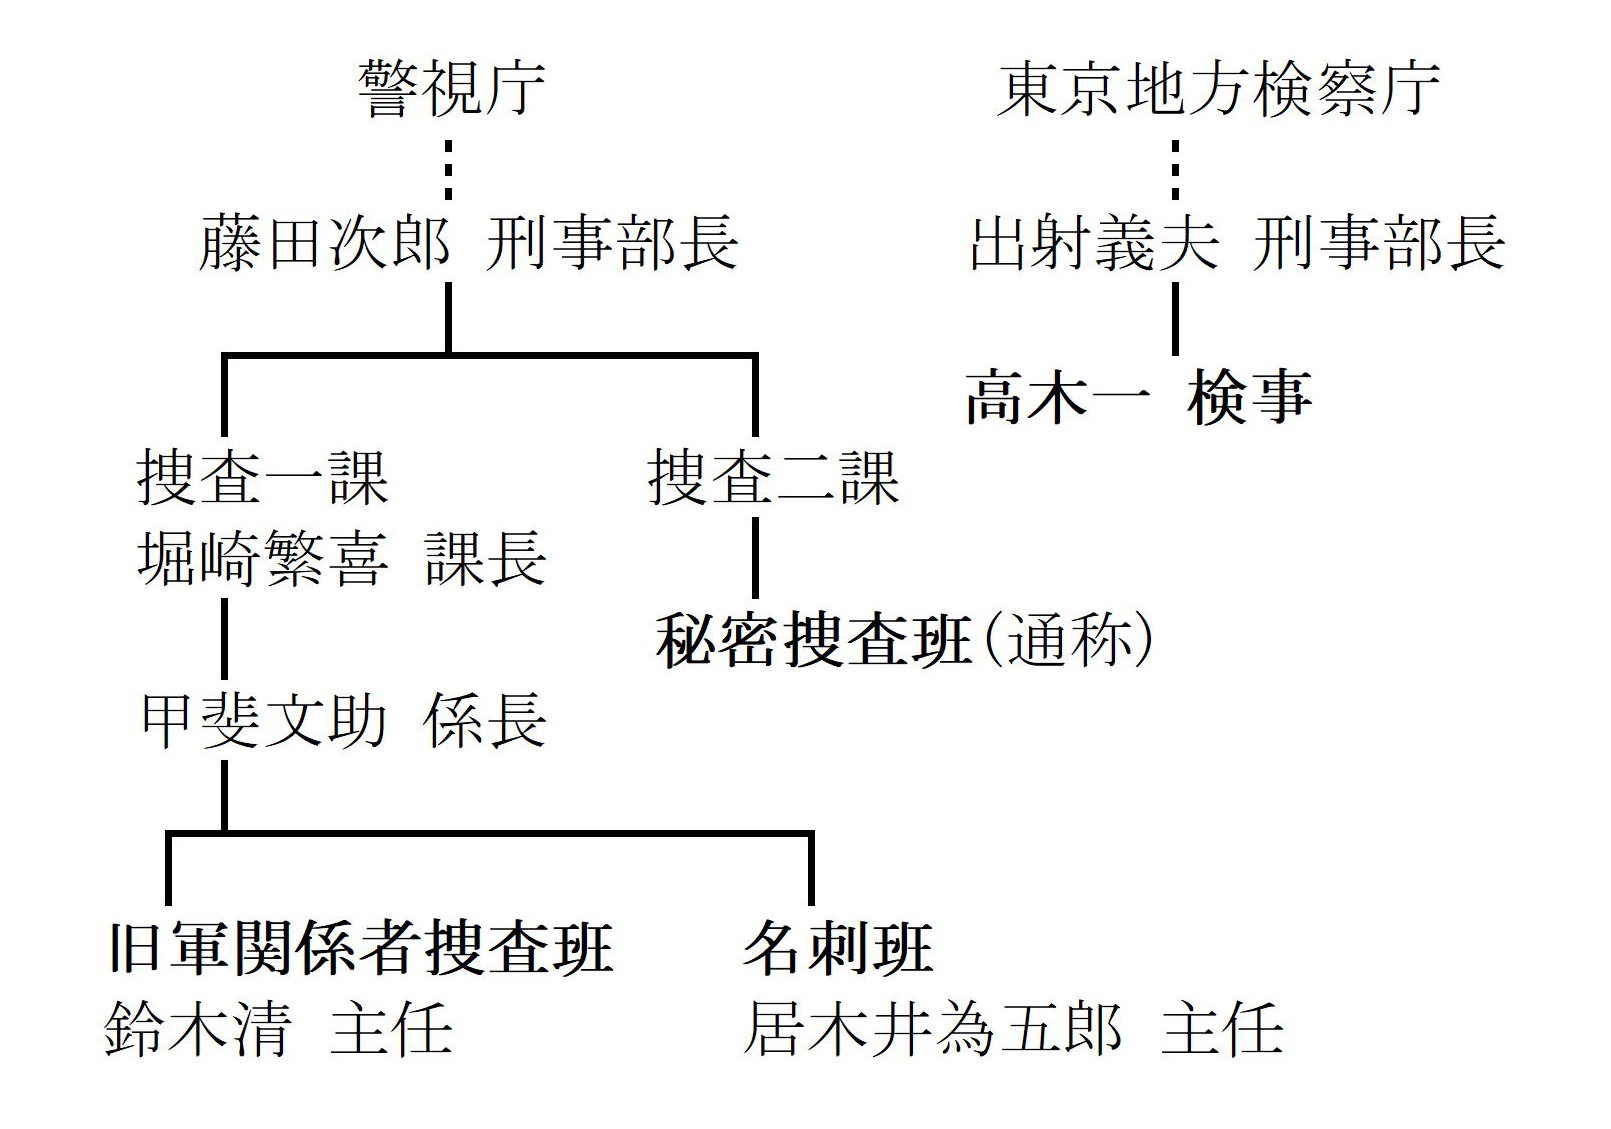 警視庁
東京地方検察庁
藤田次郎 刑事部長
出射義夫 刑事部長
高木一 検事
捜査一課
堀崎繁喜 課長
捜査二課
秘密捜査班(通称)
甲斐文助 係長
旧軍関係者捜査班
鈴木清 主任
名刺班
居木井為五郎 主任